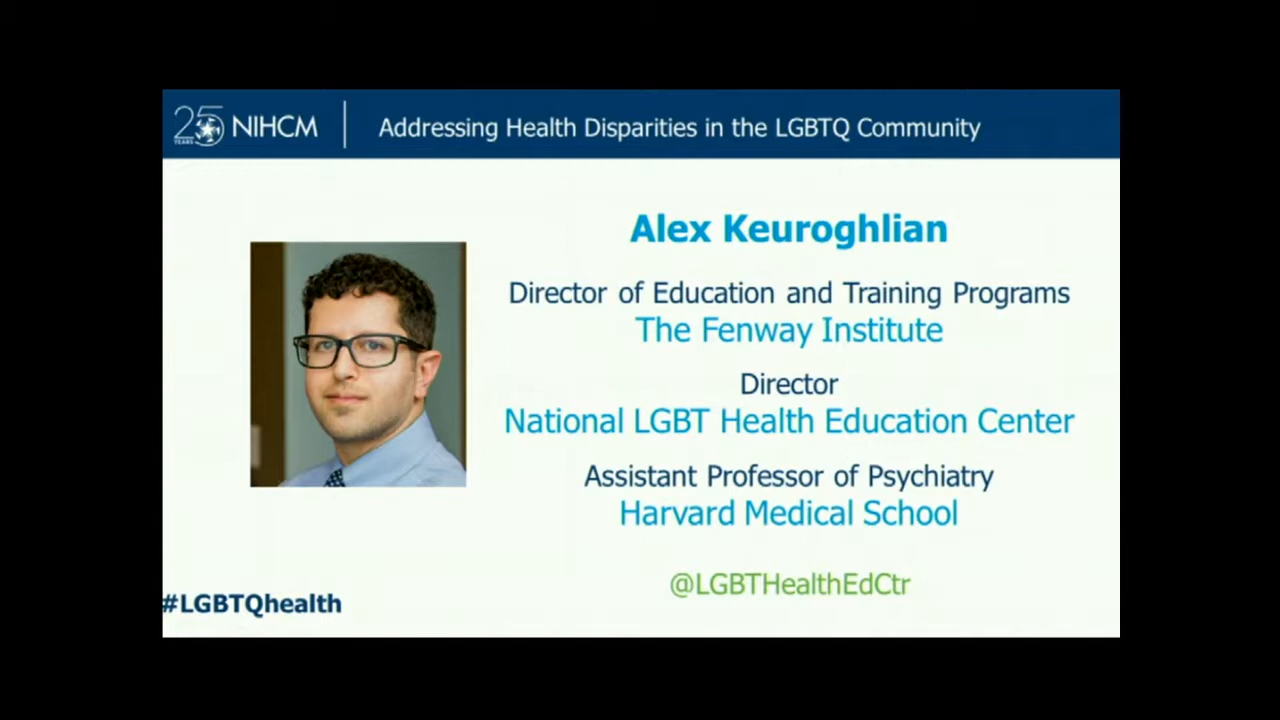 25 YEARS NIHCM Addressing Health Disparities in the LGBTQ Community
Alex Keuroghlian
Director of Education and Training Programs
The Fenway Institute
Director
National LGBT Health Education Center
Assistant Professor of Psychiatry
Harvard Medical School
@LGBTHealthEdCtr
#LGBTQhealth